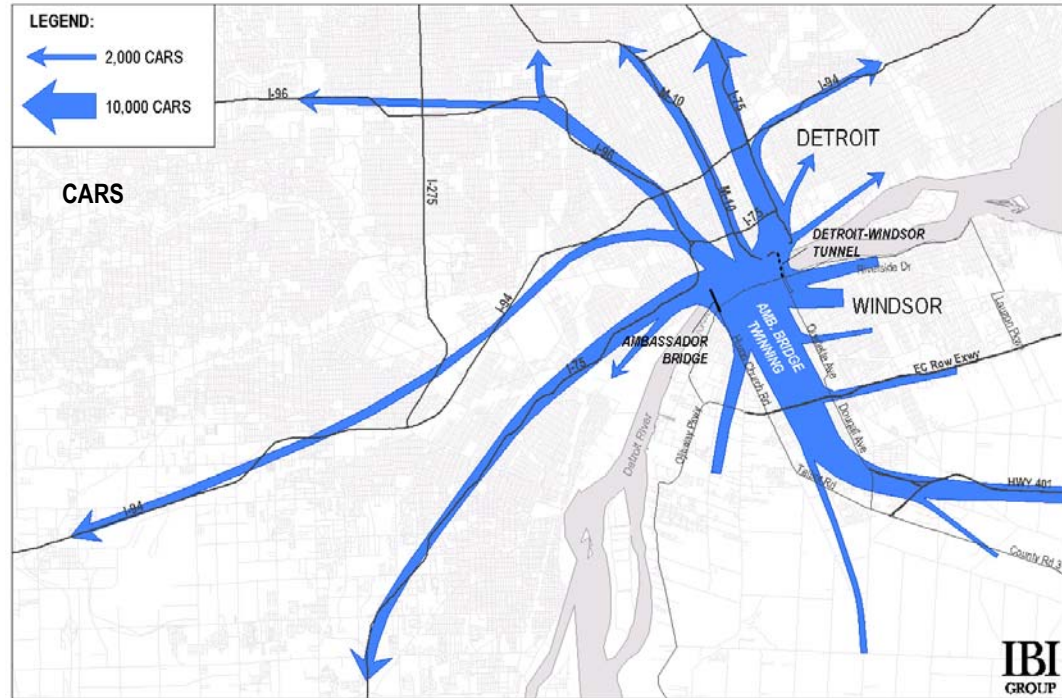 LEGEND:
2,000 CARS
10,000 CARS
CARS
I-96
I-275
I-96
M-10
M-10
I-75
I-94
I-75
DETROIT
DETROIT-WINDSOR
TUNNEL
Riverside Dr
WINDSOR
Lauzon Pkwy
AMB. BRIDGE
TWINNING
Ouellette Ave
AMBASSADOR
BRIDGE
Huron Church Rd
EC Row Exwy
Dougall Ave
I-94
I-75
Detroit River
Ojibway Pkwy
Talbot Rd
HWY 401
County Rd 3
I-94
IBI
GROUP